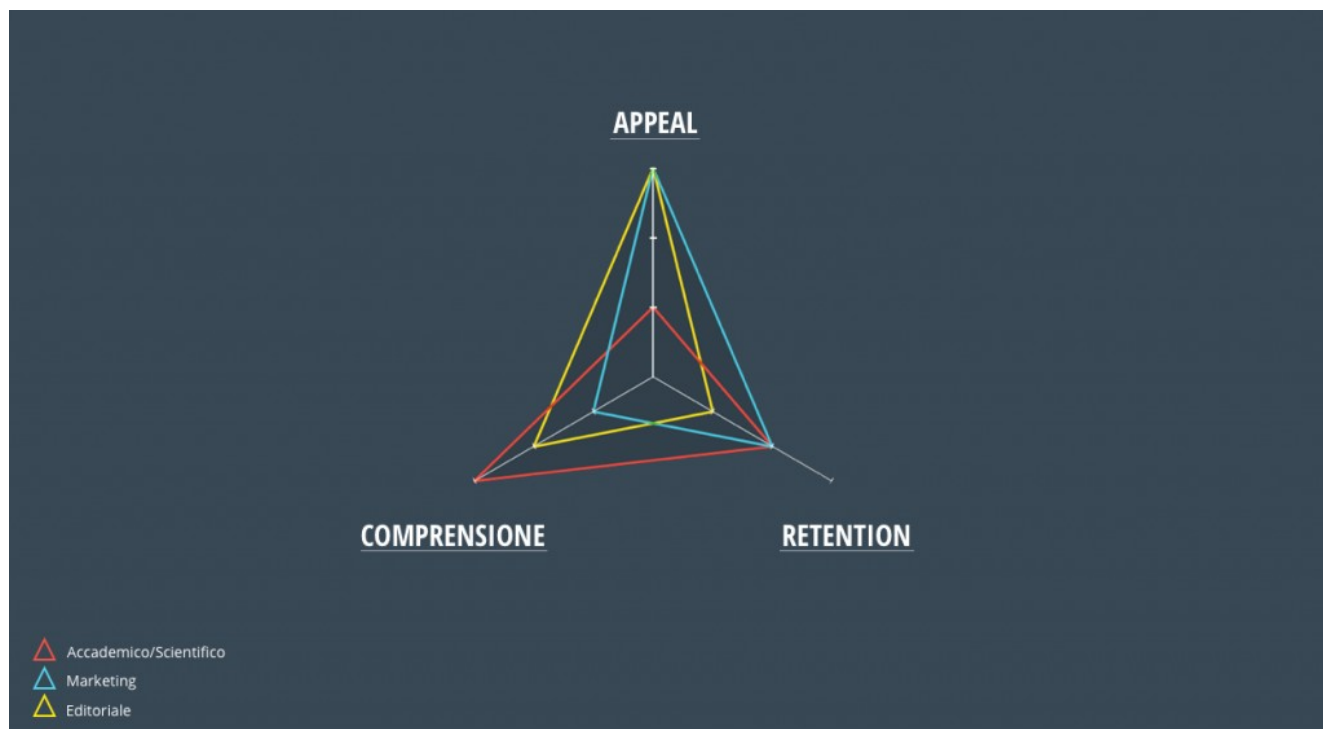 APPEAL
COMPRENSIONE
RETENTION
Accademico/Scientifico
Marketing
Editoriale